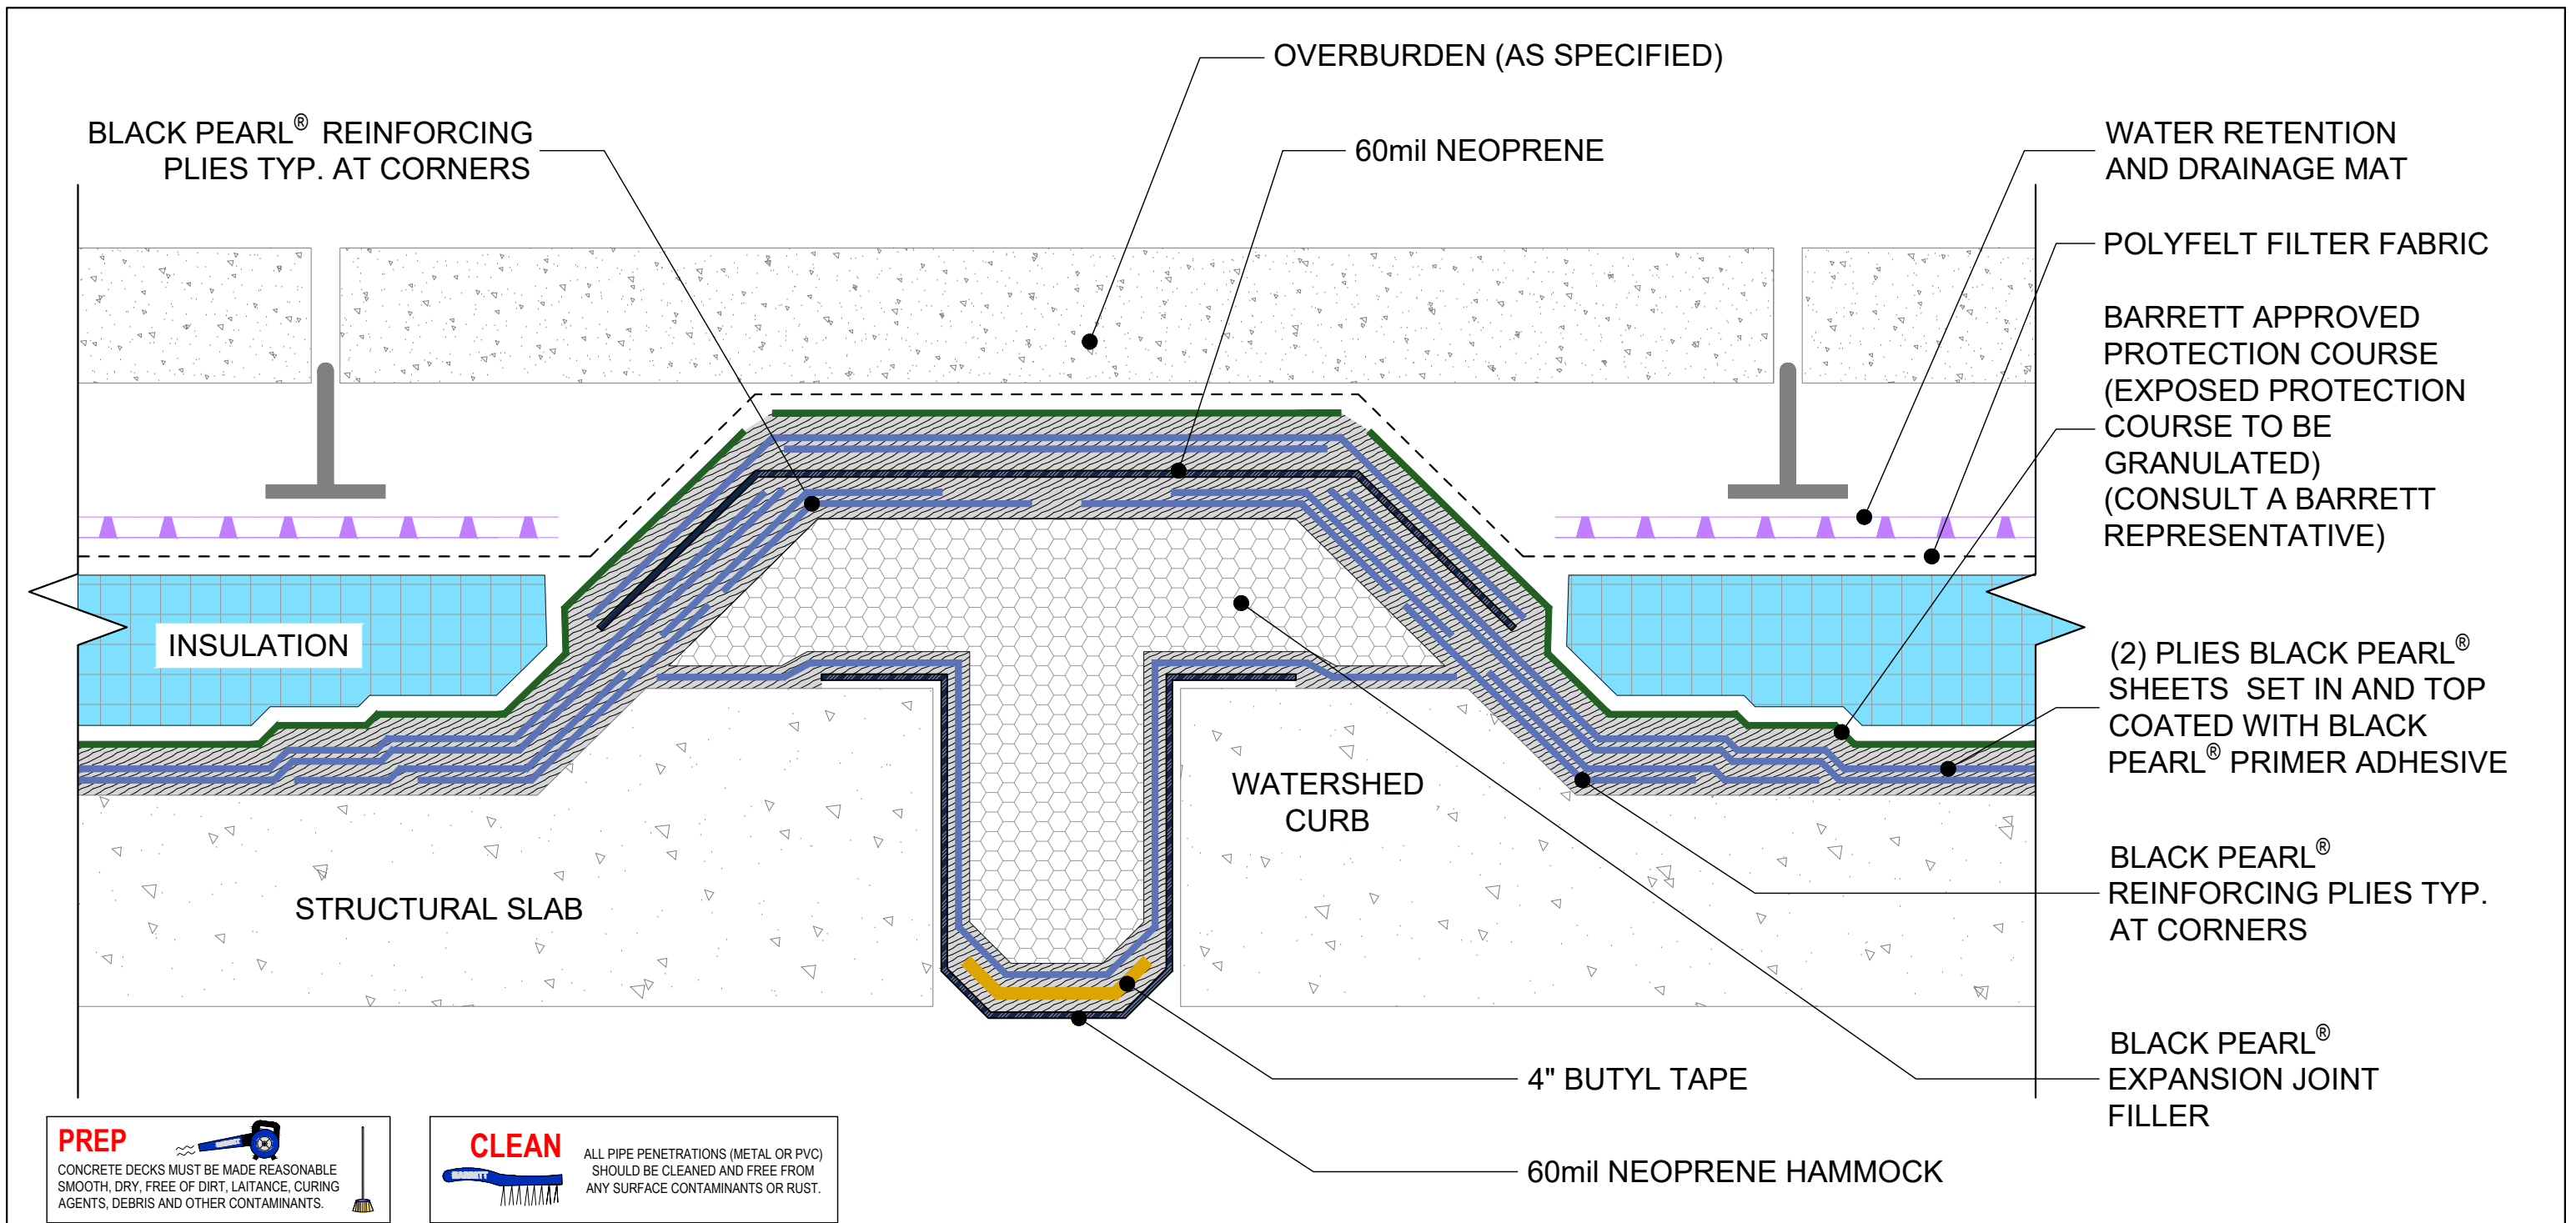 OVERBURDEN (AS SPECIFIED)
BLACK PEARL® REINFORCING
PLIES TYP. AT CORNERS
60mil NEOPRENE
WATER RETENTION
AND DRAINAGE MAT
POLYFELT FILTER FABRIC
BARRETT APPROVED
PROTECTION COURSE
(EXPOSED PROTECTION
COURSE TO BE
GRANULATED)
(CONSULT A BARRETT
REPRESENTATIVE)
INSULATION
(2) PLIES BLACK PEARL®
SHEETS SET IN AND TOP
COATED WITH BLACK
PEARL® PRIMER ADHESIVE
WATERSHED
CURB
STRUCTURAL SLAB
BLACK PEARL®
REINFORCING PLIES TYP.
AT CORNERS
BLACK PEARL®
EXPANSION JOINT
FILLER
4" BUTYL TAPE
60mil NEOPRENE HAMMOCK
PREP
CONCRETE DECKS MUST BE MADE REASONABLE
SMOOTH, DRY, FREE OF DIRT, LAITANCE, CURING
AGENTS, DEBRIS AND OTHER CONTAMINANTS.
CLEAN
BARRETT
ALL PIPE PENETRATIONS (METAL OR PVC)
SHOULD BE CLEANED AND FREE FROM
ANY SURFACE CONTAMINANTS OR RUST.